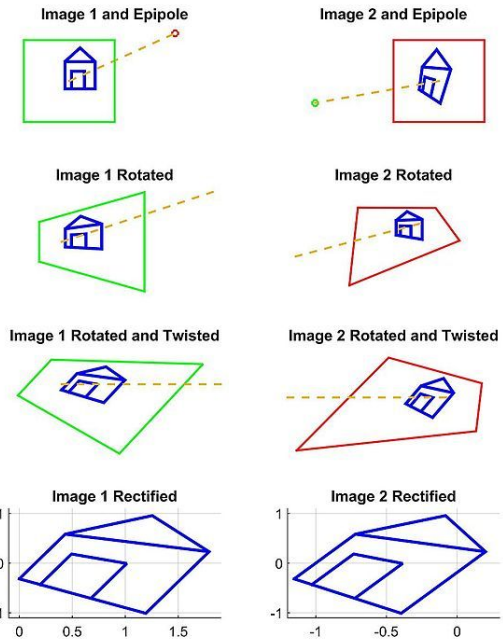 Image 1 and Epipole
Image 2 and Epipole
Image 1 Rotated
Image 2 Rotated
Image 1 Rotated and Twisted
Image 2 Rotated and Twisted
Image 1 Rectified
Image 2 Rectified
1
0
-1
0 0.5 1 1.5
1
0
-1
-1 -0.5 0